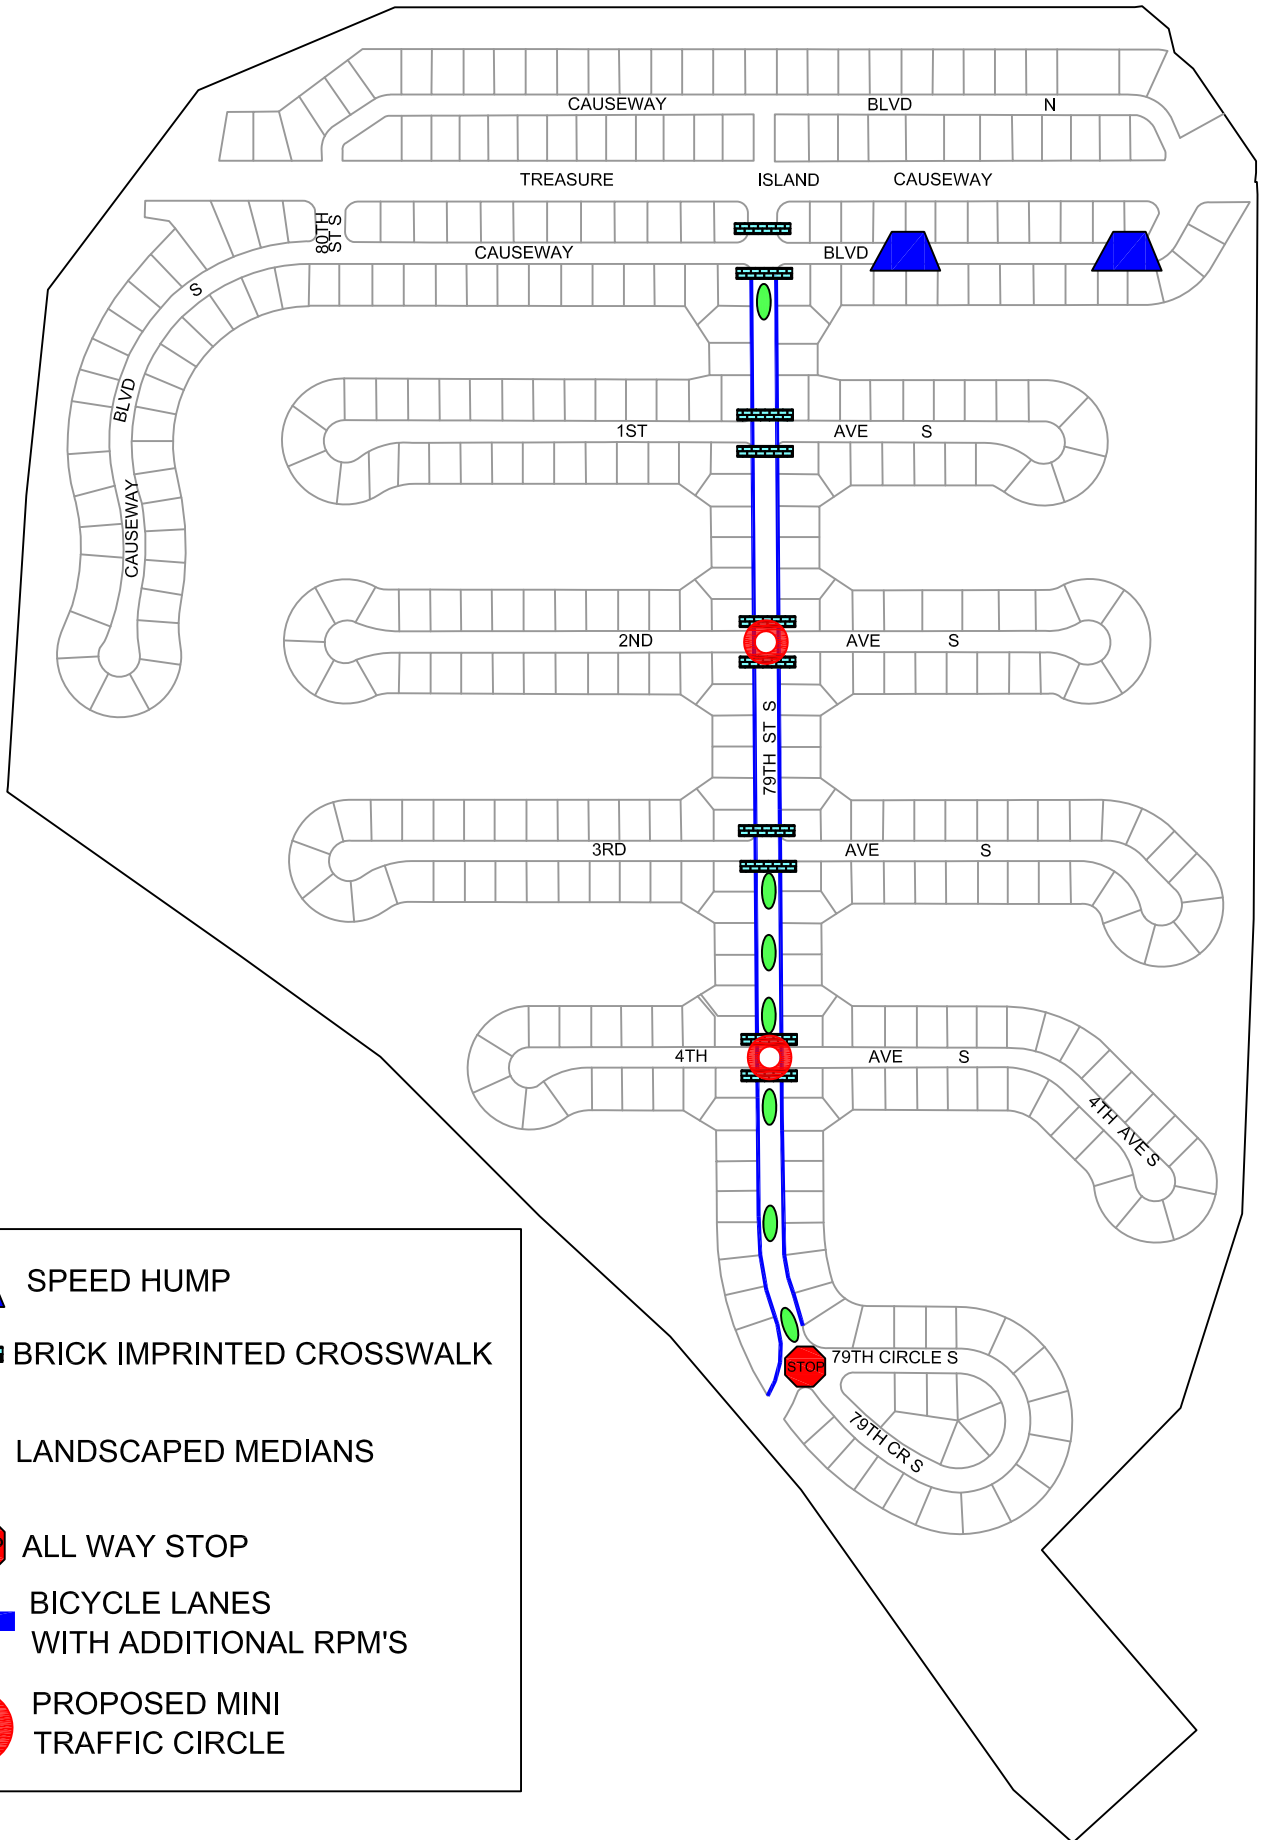 CAUSEWAY BLVD N
TREASURE ISLAND CAUSEWAY
80TH
ST S
CAUSEWAY BLVD
S
BLVD
CAUSEWAY
1ST AVE S
2ND AVE S
79TH ST S
3RD AVE S
4TH AVE S
4TH AVE S
STOP
79TH CIRCLE S
79TH CR S
SPEED HUMP
BRICK IMPRINTED CROSSWALK
LANDSCAPED MEDIANS
ALL WAY STOP
BICYCLE LANES
WITH ADDITIONAL RPM'S
PROPOSED MINI
TRAFFIC CIRCLE